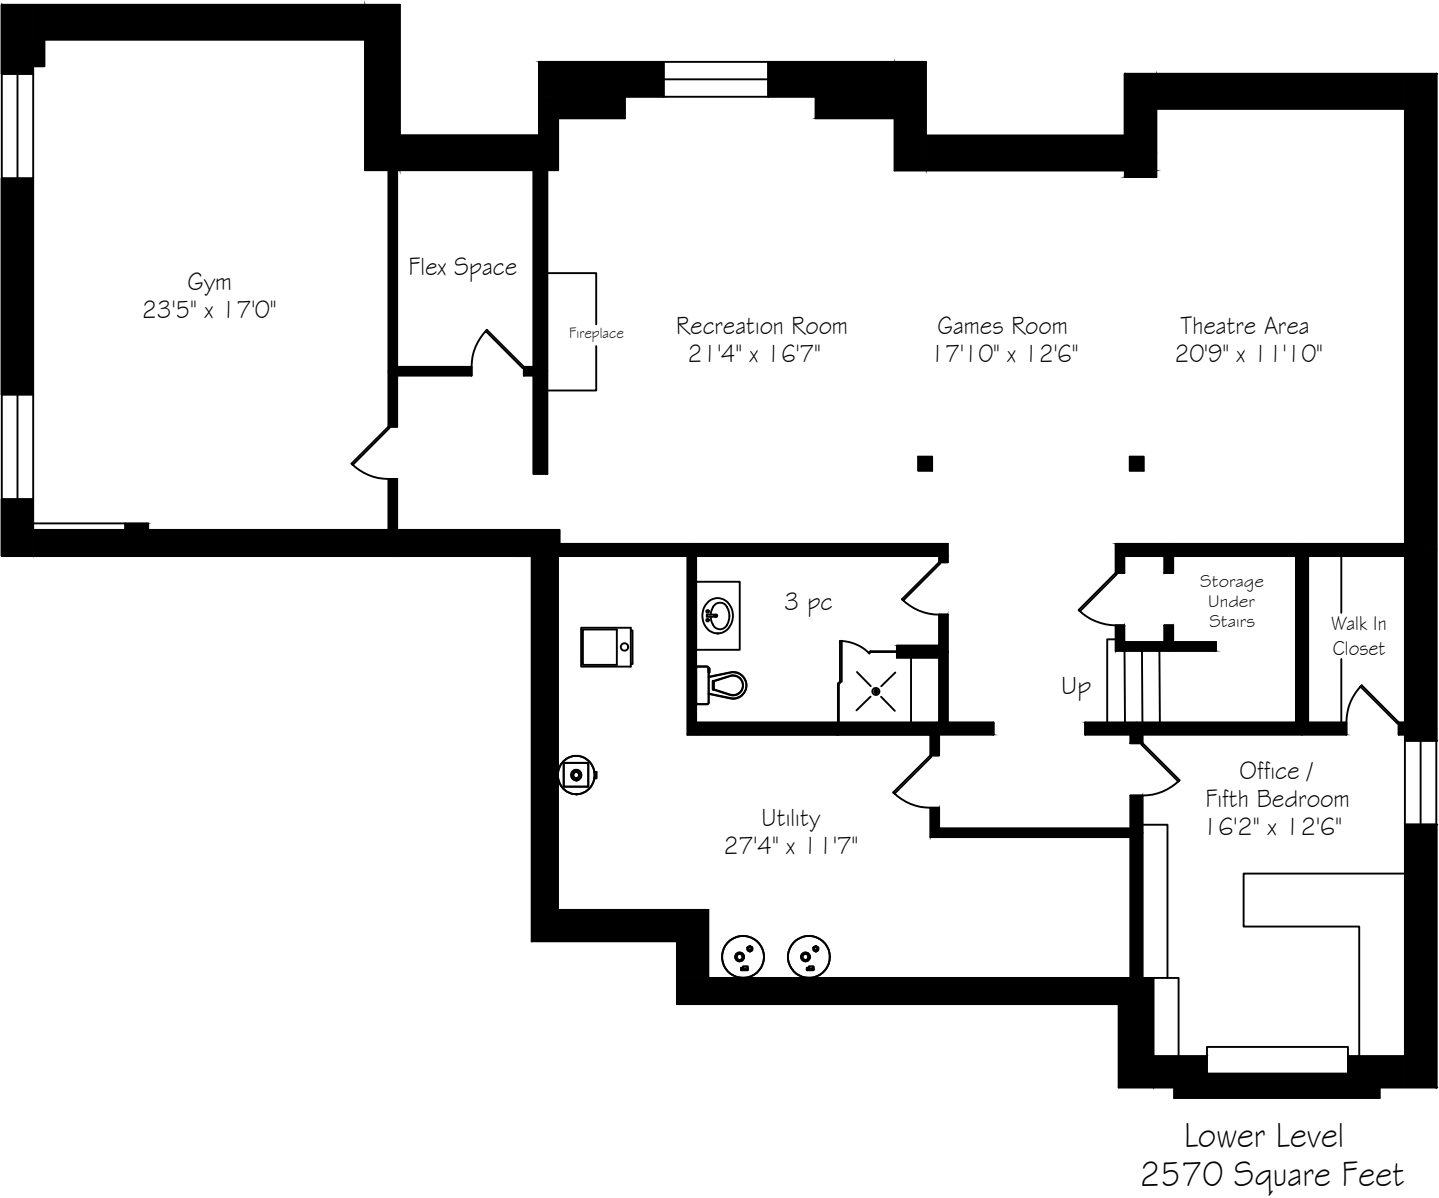 Gym
23'5" x 17'0"
Flex Space
Fireplace
Recreation Room
21'4" x 16'7"
Games Room
17'10" x 12'6"
Theatre Area
20'9" x 11'10"
3 pc
Storage
Under
Stairs
Walk In
Closet
Up
Utility
27'4" x 11'7"
Office /
Fifth Bedroom
16'2" x 12'6"
Lower Level
2570 Square Feet